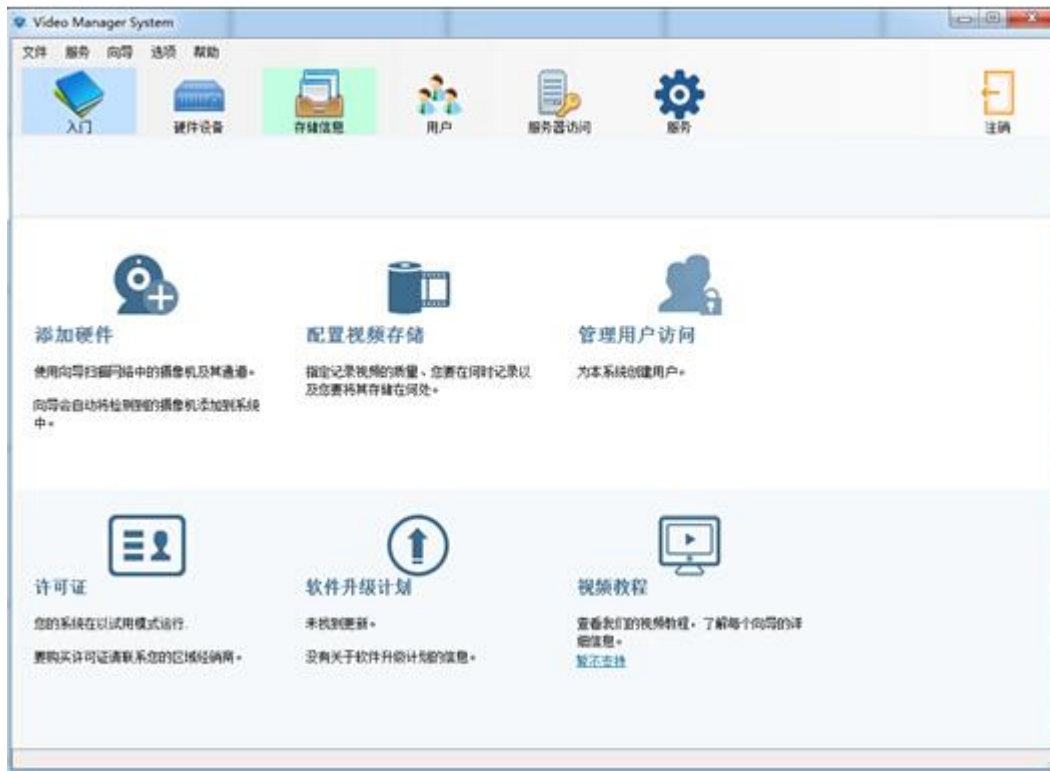 Video Manager System
文件 服务 向导 选项 帮助
入门 硬件设备 存储信息 用户 服务器访问 服务 注销
添加硬件 配置视频存储 管理用户访问
使用向导扫描网络中的摄像机及其通道。
向导会自动将检测到的摄像机添加到系统
中。
指定记录视频的质量、您要在何时记录以
及您要将其存储在何处。
为本系统创建用户。
许可证 软件升级计划 视频教程
您的系统在以试用模式运行.
要购买许可证请联系您的区域经销商。
未找到更新。
没有关于软件升级计划的信息。
查看我们的视频教程，了解每个向导的详
细信息。
暂不支持